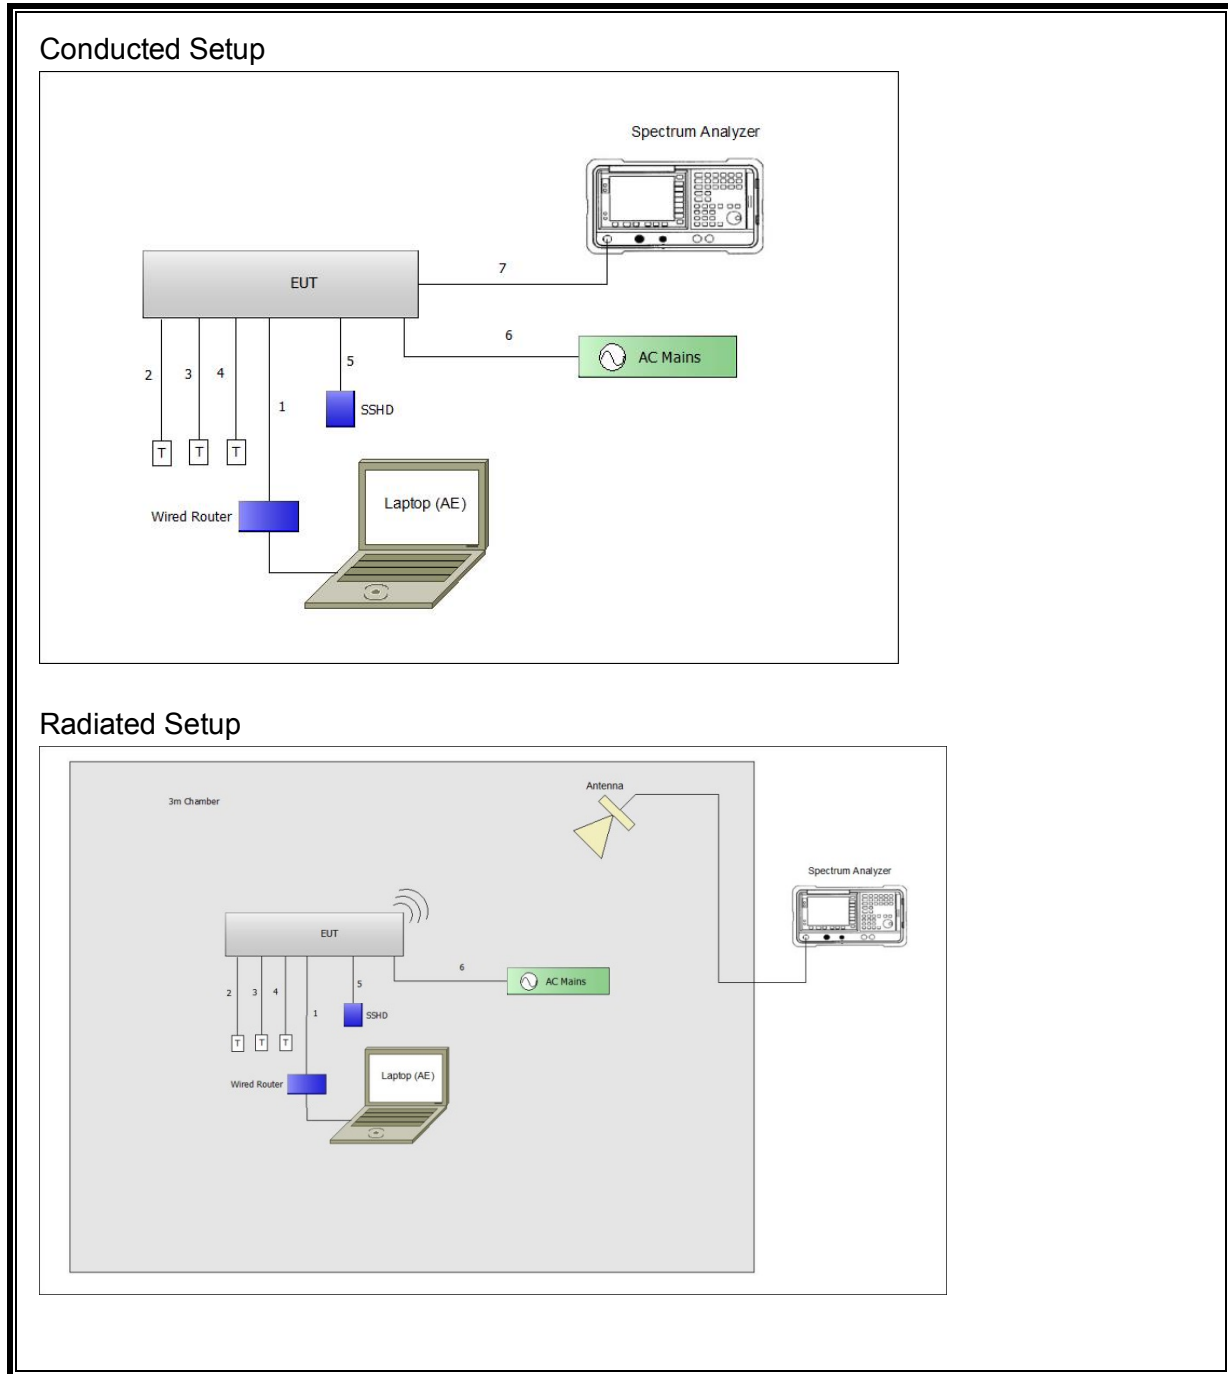 Conducted Setup
Spectrum Analyzer
EUT
7
6
AC Mains
5
SSHD
2
3
4
1
T
T
T
Laptop (AE)
Wired Router
Radiated Setup
Antenna
3m Chamber
Spectrum Analyzer
EUT
6
AC Mains
5
SSHD
2
3
4
1
T
T
T
Laptop (AE)
Wired Router